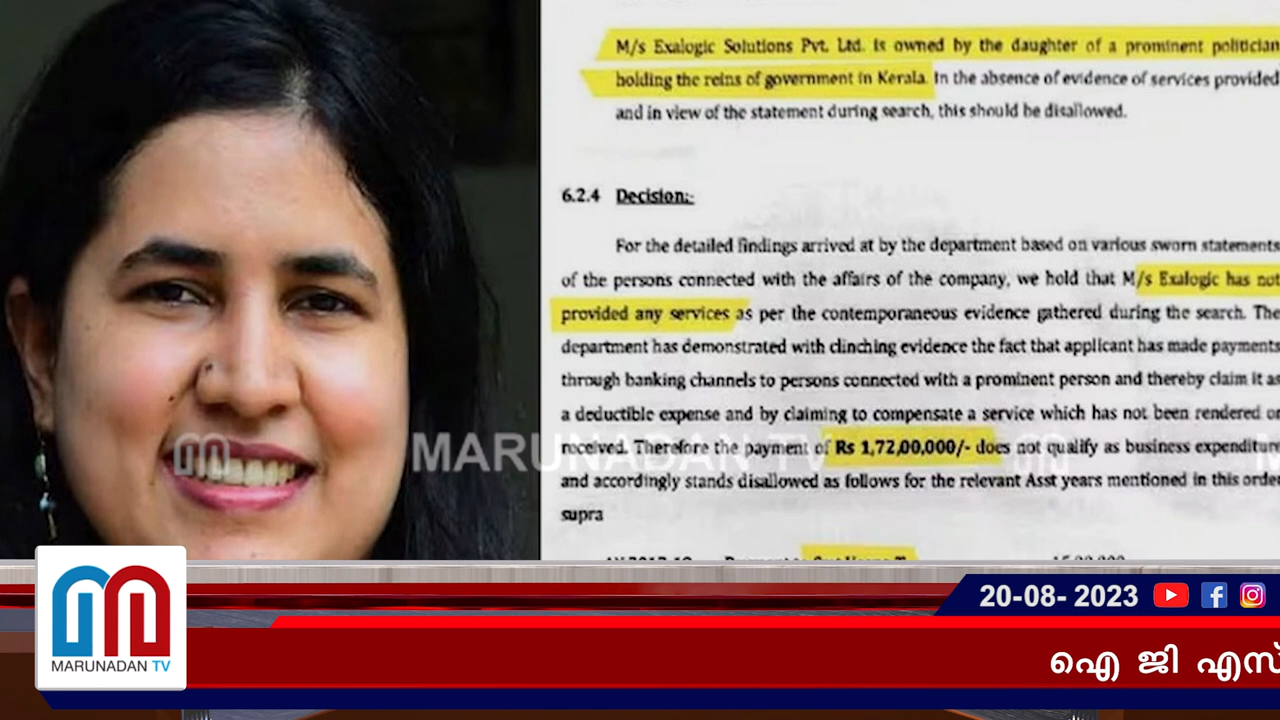 M/s Exalogic Solutions Pvt. Ltd. is owned by the daughter of a prominent politician
holding the reins of government in Kerala. In the absence of evidence of services provided
and in view of the statement during search, this should be disallowed.
6.2.4 Decision:-
For the detailed findings arrived at by the department based on various sworn statements
of the persons connected with the affairs of the company, we hold that M/s Exalogic has not
provided any services as per the contemporaneous evidence gathered during the search. The
department has demonstrated with clinching evidence the fact that applicant has made payments
through banking channels to persons connected with a prominent person and thereby claim it as
a deductible expense and by claiming to compensate a service which has not been rendered or
received. Therefore the payment of Rs 1,72,00,000/- does not qualify as business expenditure
and accordingly stands disallowed as follows for the relevant Asst years mentioned in this order
supra
MARUNADAN TV
20-08- 2023
MARUNADAN TV
ഐ ജി എസ്